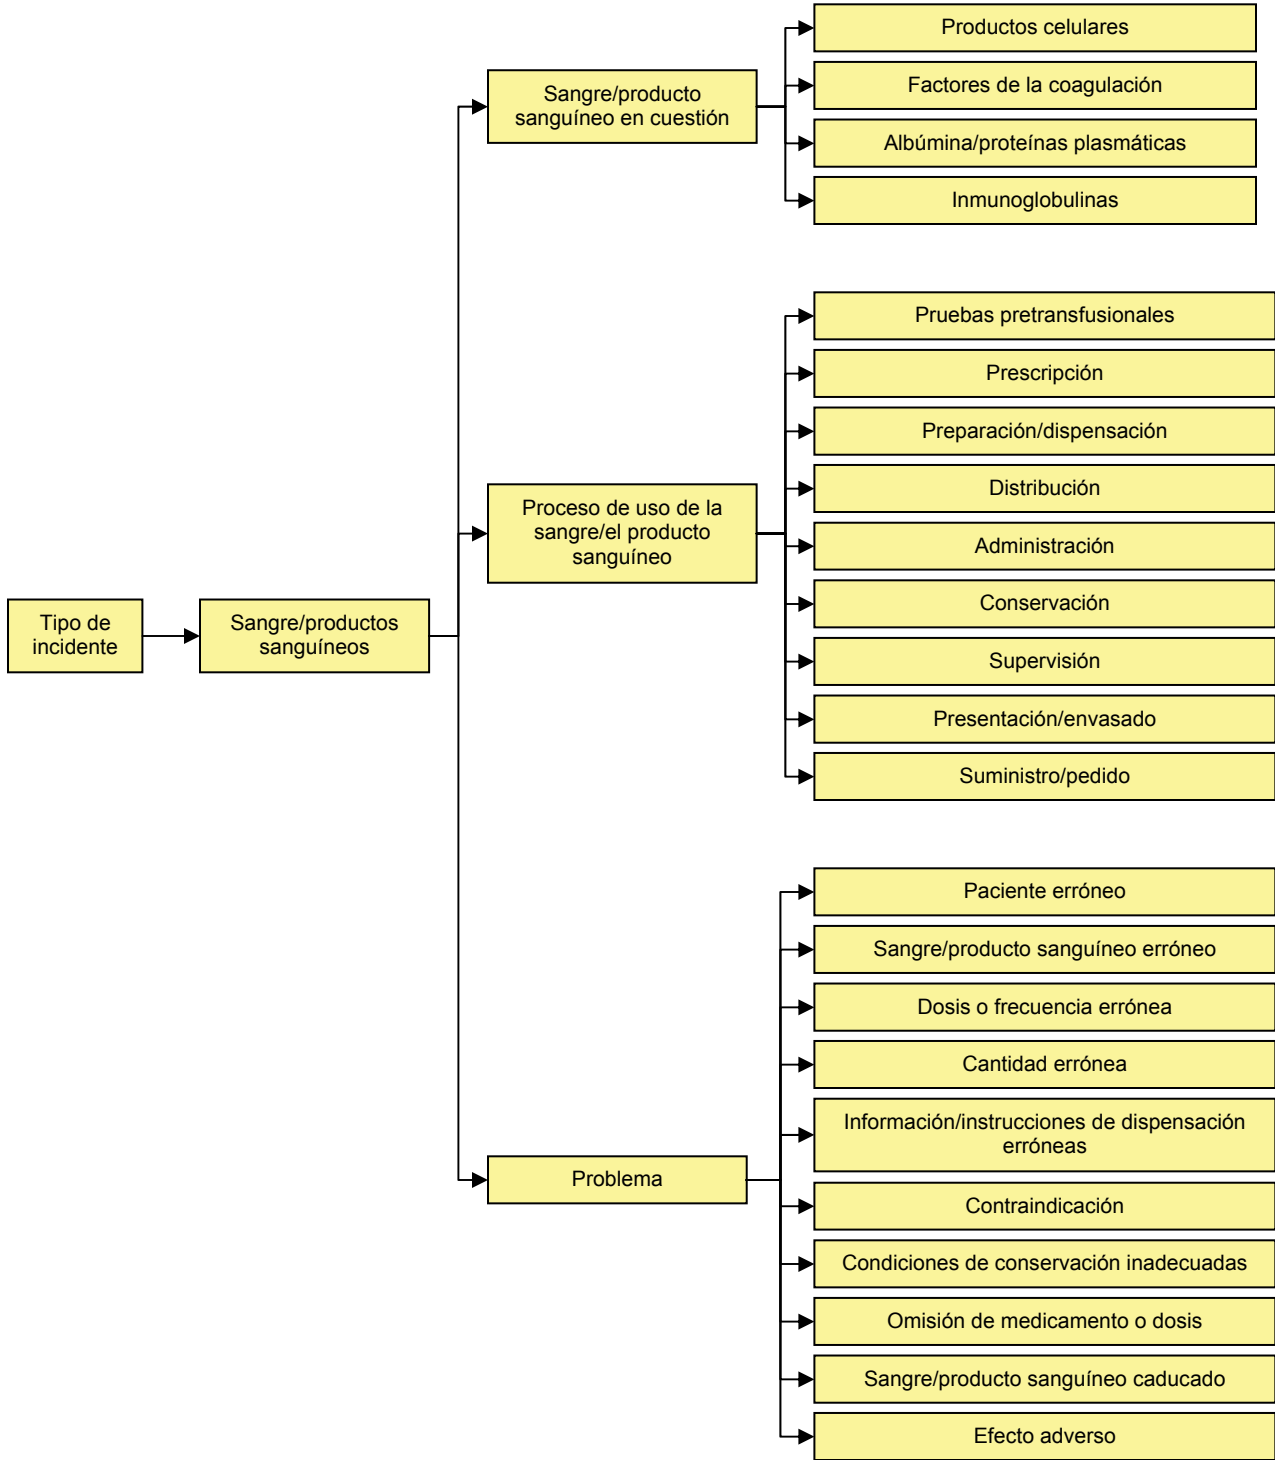 Tipo de
incidente
Sangre/productos
sanguíneos
Sangre/producto
sanguíneo en cuestión
Productos celulares
Factores de la coagulación
Albúmina/proteínas plasmáticas
Inmunoglobulinas
Proceso de uso de la
sangre/el producto
sanguíneo
Pruebas pretransfusionales
Prescripción
Preparación/dispensación
Distribución
Administración
Conservación
Supervisión
Presentación/envasado
Suministro/pedido
Problema
Paciente erróneo
Sangre/producto sanguíneo erróneo
Dosis o frecuencia errónea
Cantidad errónea
Información/instrucciones de dispensación
erróneas
Contraindicación
Condiciones de conservación inadecuadas
Omisión de medicamento o dosis
Sangre/producto sanguíneo caducado
Efecto adverso